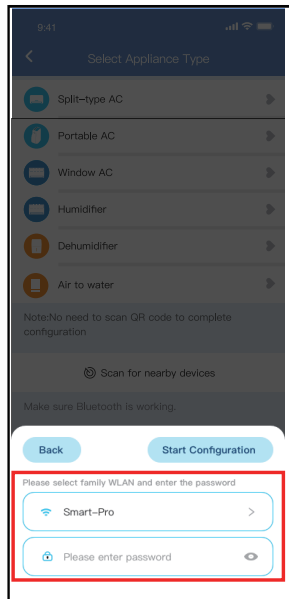 9:41
Select Appliance Type
Split-type AC
Portable AC
Window AC
Humidifier
Dehumidifier
Air to water
Note:No need to scan QR code to complete
configuration
Scan for nearby devices
Make sure Bluetooth is working.
Back
Start Configuration
Please select family WLAN and enter the password
Smart-Pro
Please enter password